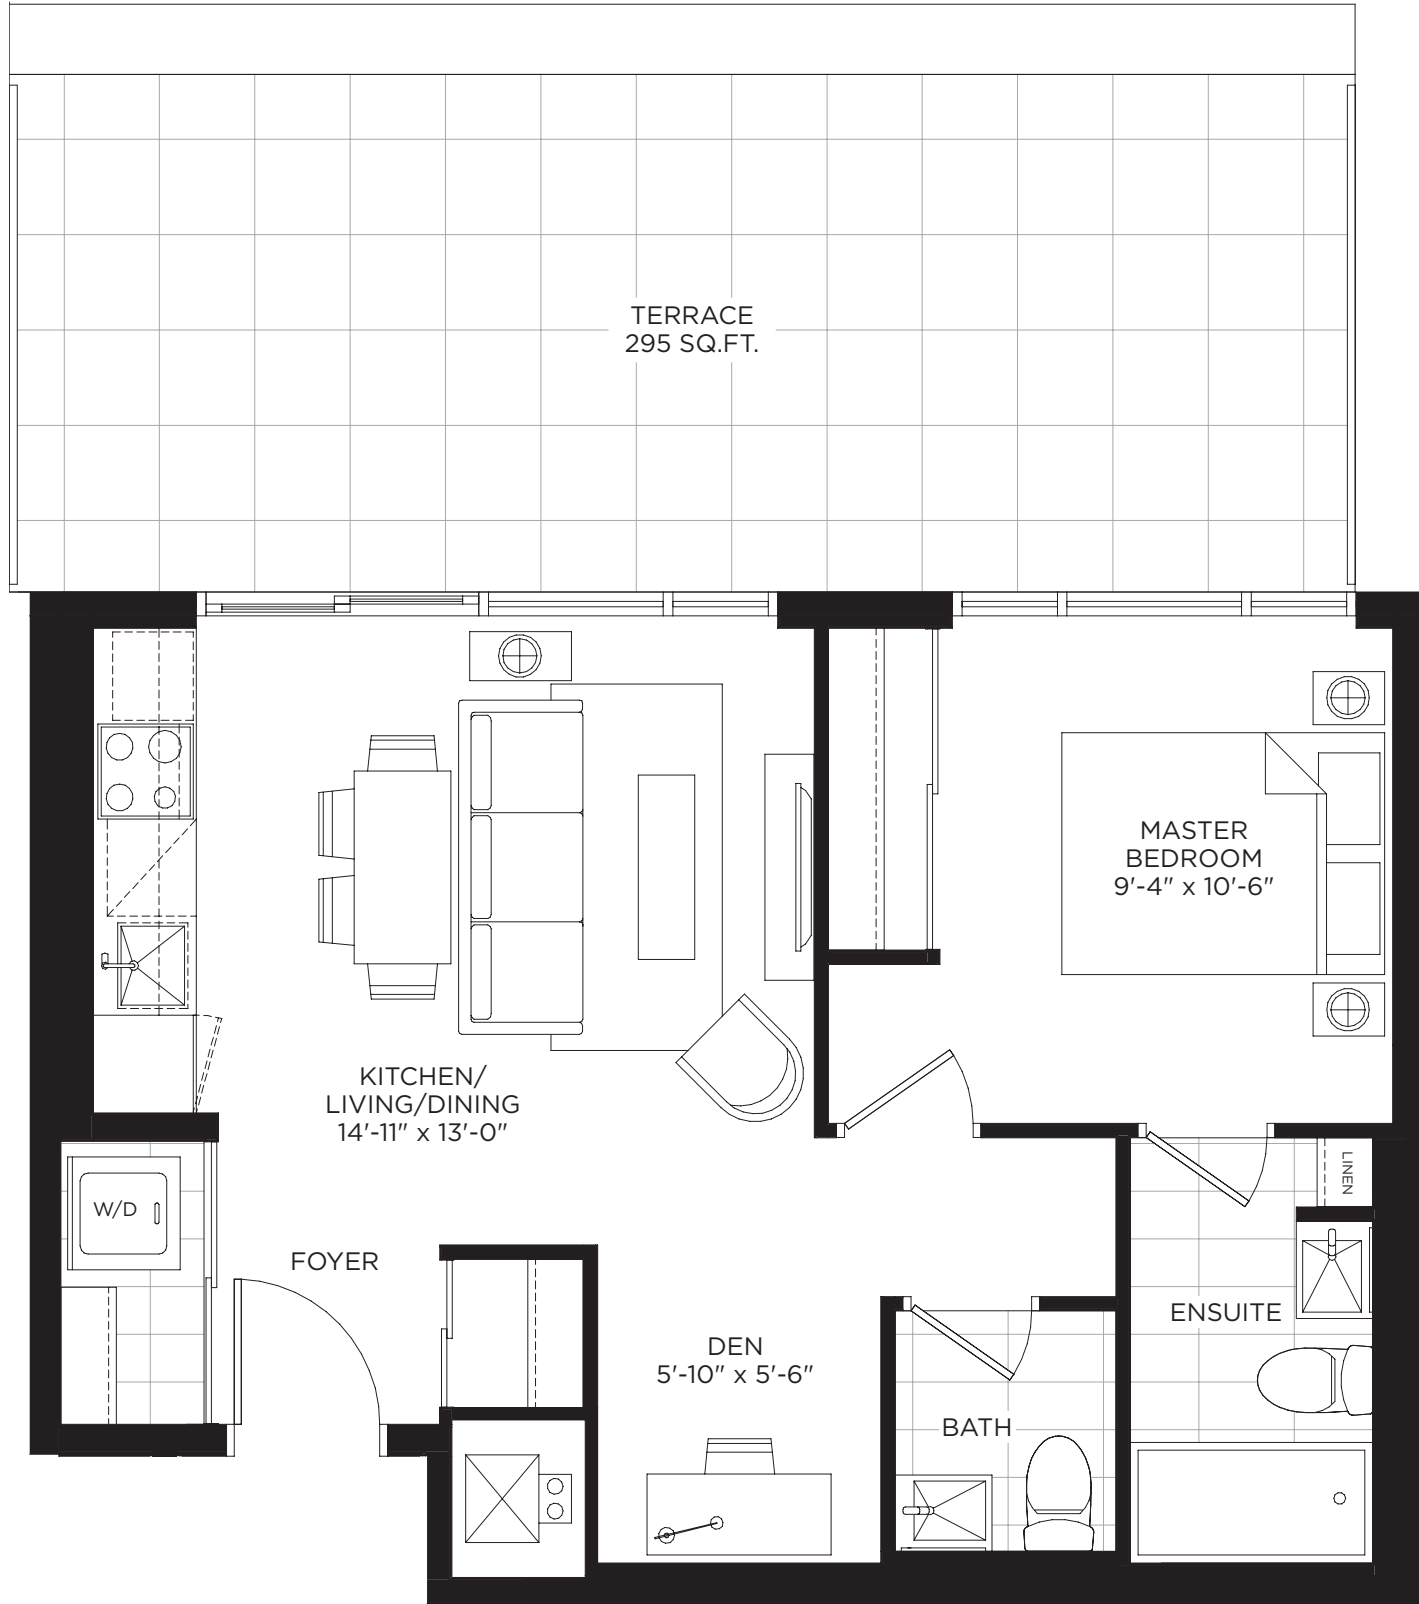 TERRACE
295 SQ.FT.
MASTER
BEDROOM
9'-4" x 10'-6"
KITCHEN/
LIVING/DINING
14'-11" x 13'-0"
LINEN
W/D
FOYER
ENSUITE
DEN
5'-10" x 5'-6"
BATH